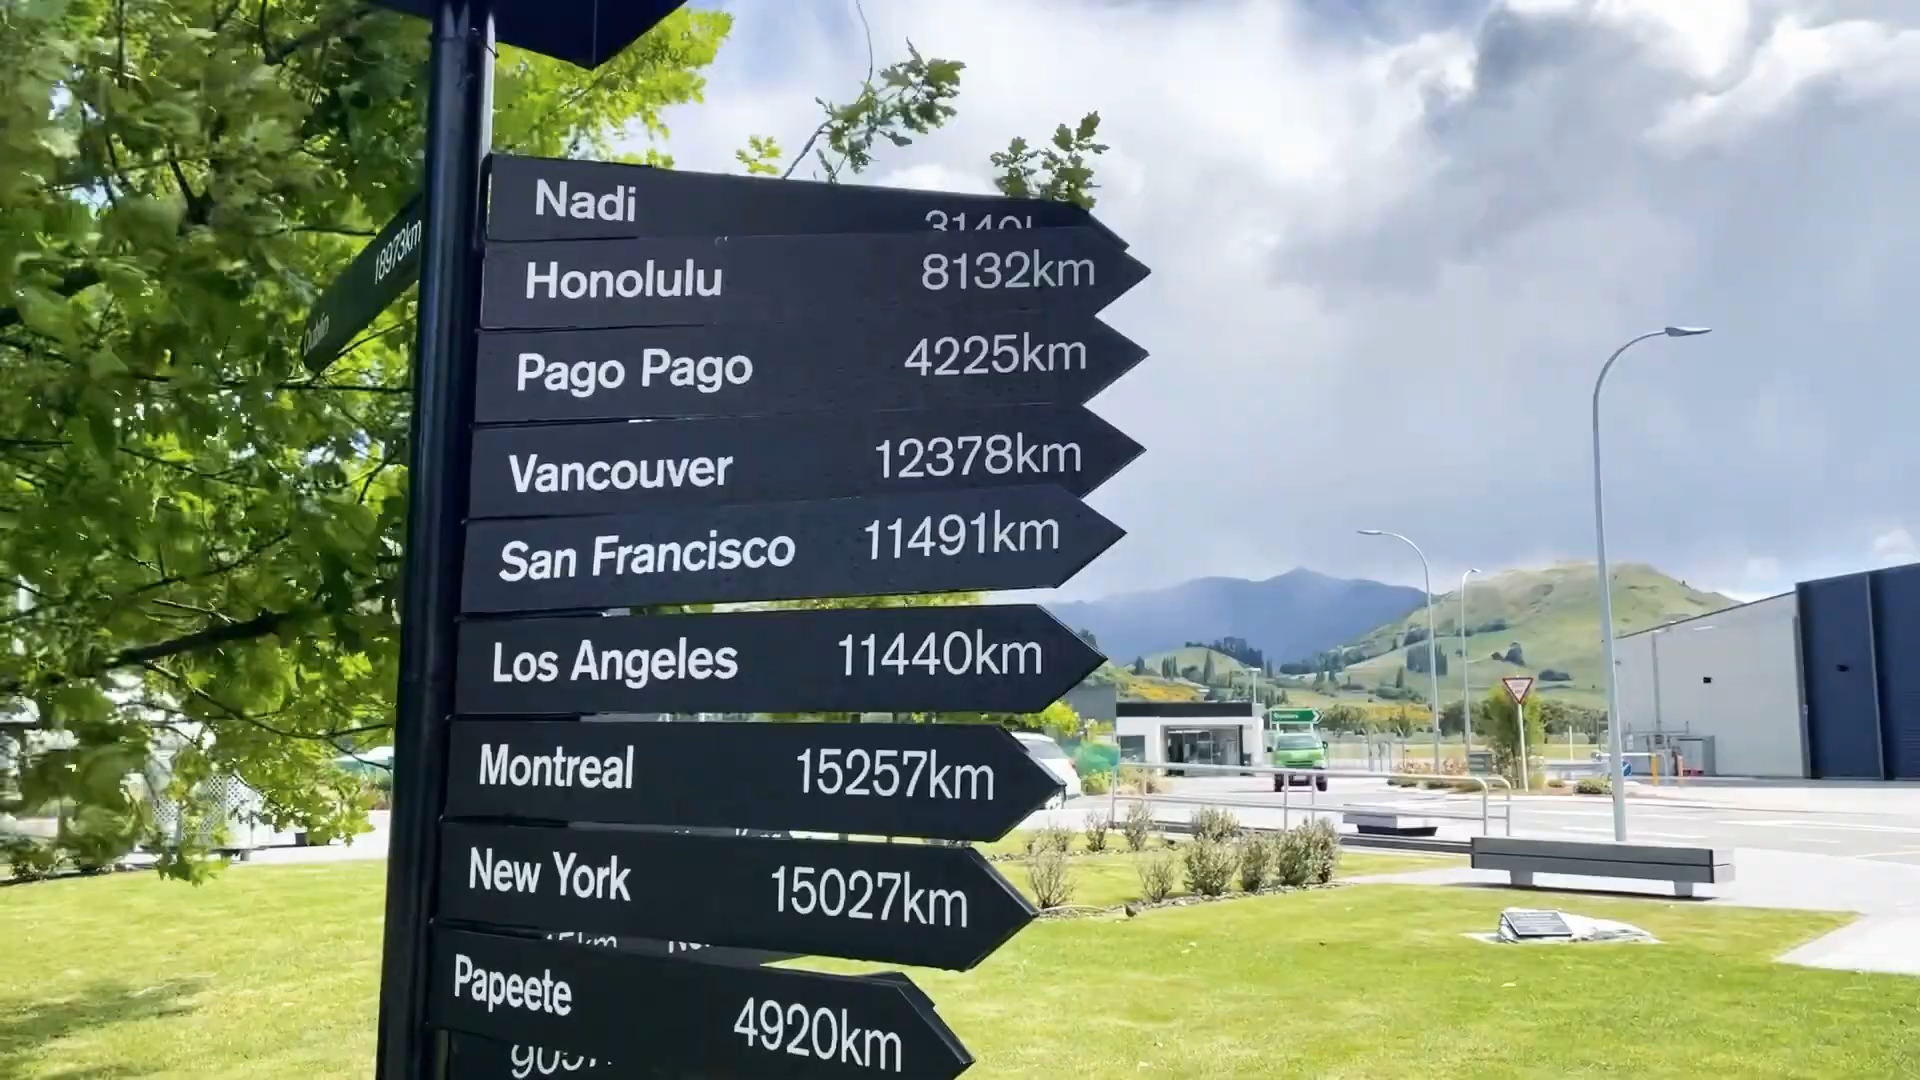 Nadi
Honolulu 8132km
Pago Pago 4225km
Vancouver 12378km
San Francisco 11491km
Los Angeles 11440km
Montreal 15257km
New York 15027km
Papeete 4920km
18973km
Dublin